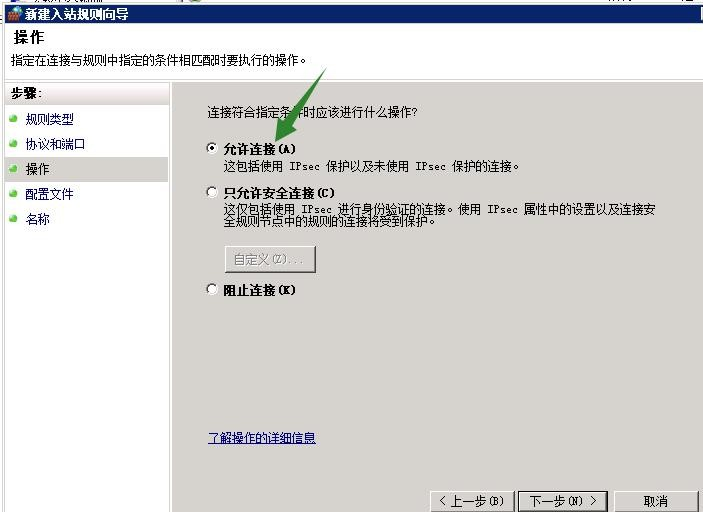 新建入站规则向导
操作
指定在连接与规则中指定的条件相匹配时要执行的操作。
步骤:
规则类型
协议和端口
操作
配置文件
名称
连接符合指定条件时应该进行什么操作?
允许连接(A)
这包括使用 IPsec 保护以及未使用 IPsec 保护的连接。
只允许安全连接(C)
这仅包括使用 IPsec 进行身份验证的连接。使用 IPsec 属性中的设置以及连接安
全规则节点中的规则的连接将受到保护。
自定义(Z)...
阻止连接(K)
了解操作的详细信息
< 上一步(B)
下一步(N) >
取消